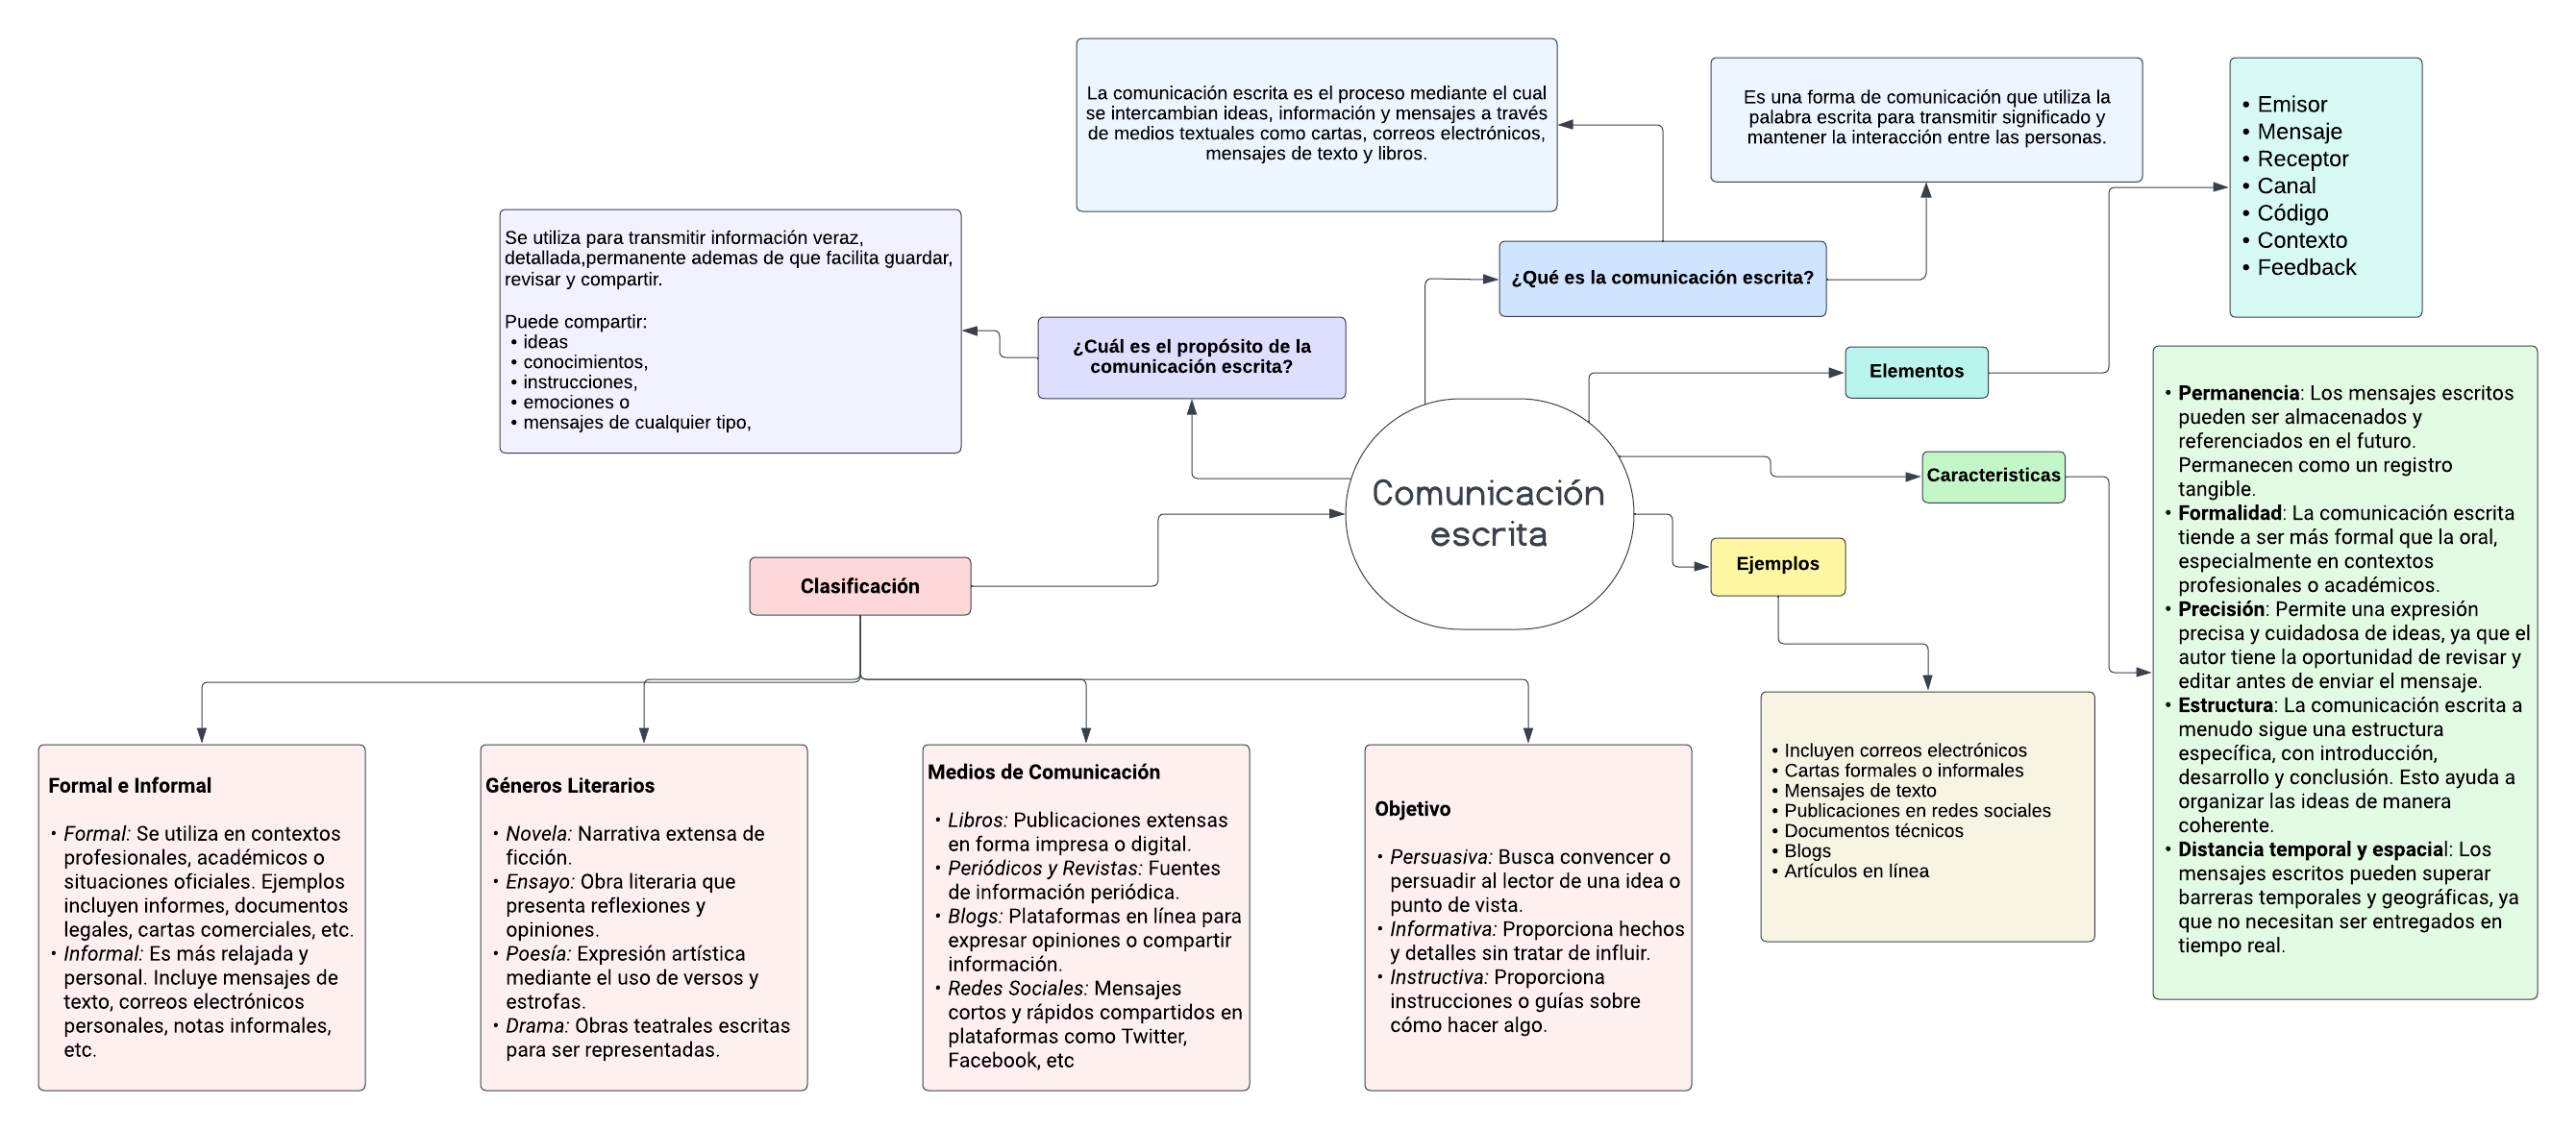 La comunicación escrita es el proceso mediante el cual
se intercambian ideas, información y mensajes a través
de medios textuales como cartas, correos electrónicos,
mensajes de texto y libros.
Es una forma de comunicación que utiliza la
palabra escrita para transmitir significado y
mantener la interacción entre las personas.
• Emisor
• Mensaje
• Receptor
• Canal
• Código
• Contexto
• Feedback
Se utiliza para transmitir información veraz,
detallada,permanente ademas de que facilita guardar,
revisar y compartir.
Puede compartir:
• ideas
• conocimientos,
• instrucciones,
• emociones o
• mensajes de cualquier tipo,
¿Qué es la comunicación escrita?
¿Cuál es el propósito de la
comunicación escrita?
Elementos
Comunicación
escrita
Caracteristicas
Ejemplos
Clasificación
• Permanencia: Los mensajes escritos
pueden ser almacenados y
referenciados en el futuro.
Permanecen como un registro
tangible.
• Formalidad: La comunicación escrita
tiende a ser más formal que la oral,
especialmente en contextos
profesionales o académicos.
• Precisión: Permite una expresión
precisa y cuidadosa de ideas, ya que el
autor tiene la oportunidad de revisar y
editar antes de enviar el mensaje.
• Estructura: La comunicación escrita a
menudo sigue una estructura
específica, con introducción,
desarrollo y conclusión. Esto ayuda a
organizar las ideas de manera
coherente.
• Distancia temporal y espacial: Los
mensajes escritos pueden superar
barreras temporales y geográficas, ya
que no necesitan ser entregados en
tiempo real.
Formal e Informal
• Formal: Se utiliza en contextos
profesionales, académicos o
situaciones oficiales. Ejemplos
incluyen informes, documentos
legales, cartas comerciales, etc.
• Informal: Es más relajada y
personal. Incluye mensajes de
texto, correos electrónicos
personales, notas informales,
etc.
Géneros Literarios
• Novela: Narrativa extensa de
ficción.
• Ensayo: Obra literaria que
presenta reflexiones y
opiniones.
• Poesía: Expresión artística
mediante el uso de versos y
estrofas.
• Drama: Obras teatrales escritas
para ser representadas.
Medios de Comunicación
• Libros: Publicaciones extensas
en forma impresa o digital.
• Periódicos y Revistas: Fuentes
de información periódica.
• Blogs: Plataformas en línea para
expresar opiniones o compartir
información.
• Redes Sociales: Mensajes
cortos y rápidos compartidos en
plataformas como Twitter,
Facebook, etc
Objetivo
• Persuasiva: Busca convencer o
persuadir al lector de una idea o
punto de vista.
• Informativa: Proporciona hechos
y detalles sin tratar de influir.
• Instructiva: Proporciona
instrucciones o guías sobre
cómo hacer algo.
• Incluyen correos electrónicos
• Cartas formales o informales
• Mensajes de texto
• Publicaciones en redes sociales
• Documentos técnicos
• Blogs
• Artículos en línea